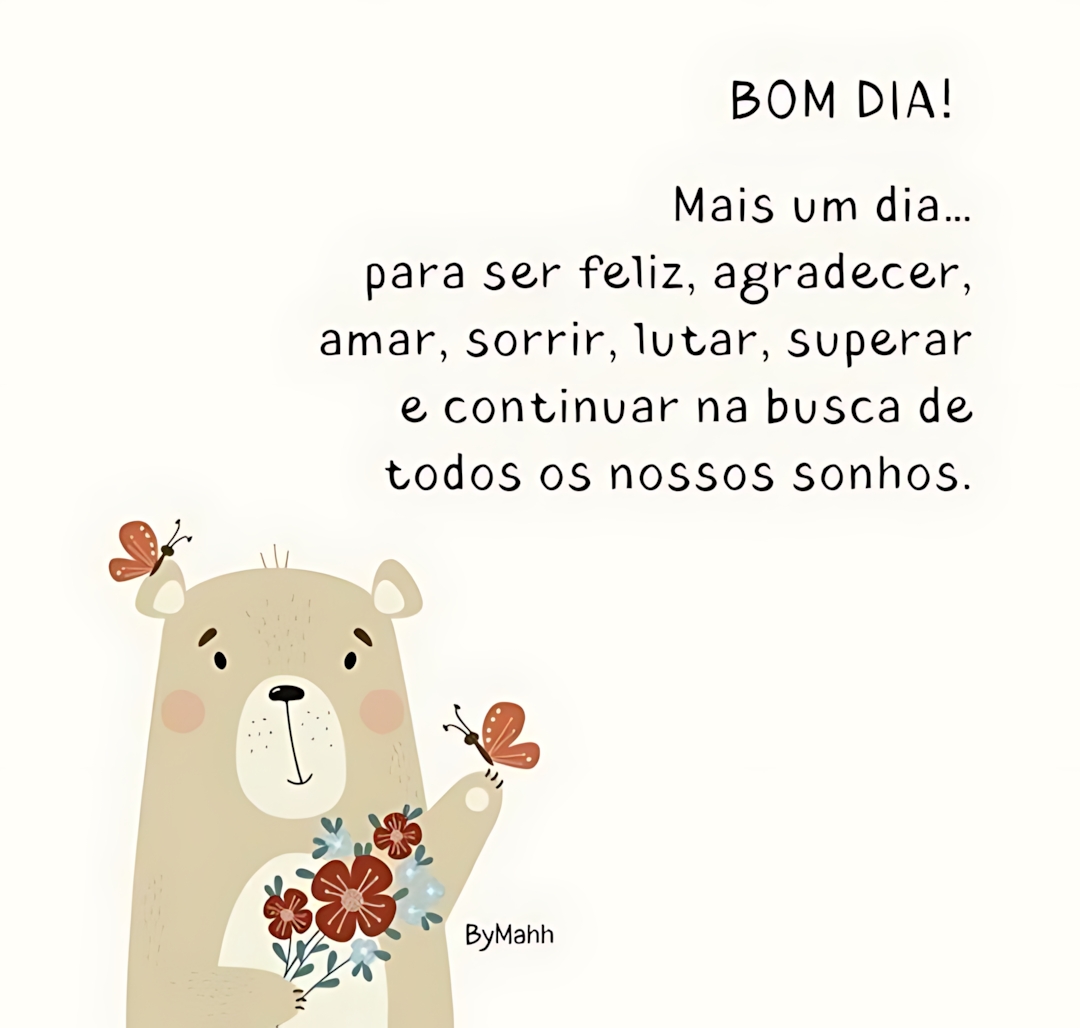 BOM DIA!
Mais um dia...
para ser feliz, agradecer,
amar, sorrir, lutar, superar
e continuar na busca de
todos os nossos sonhos.
ByMahh